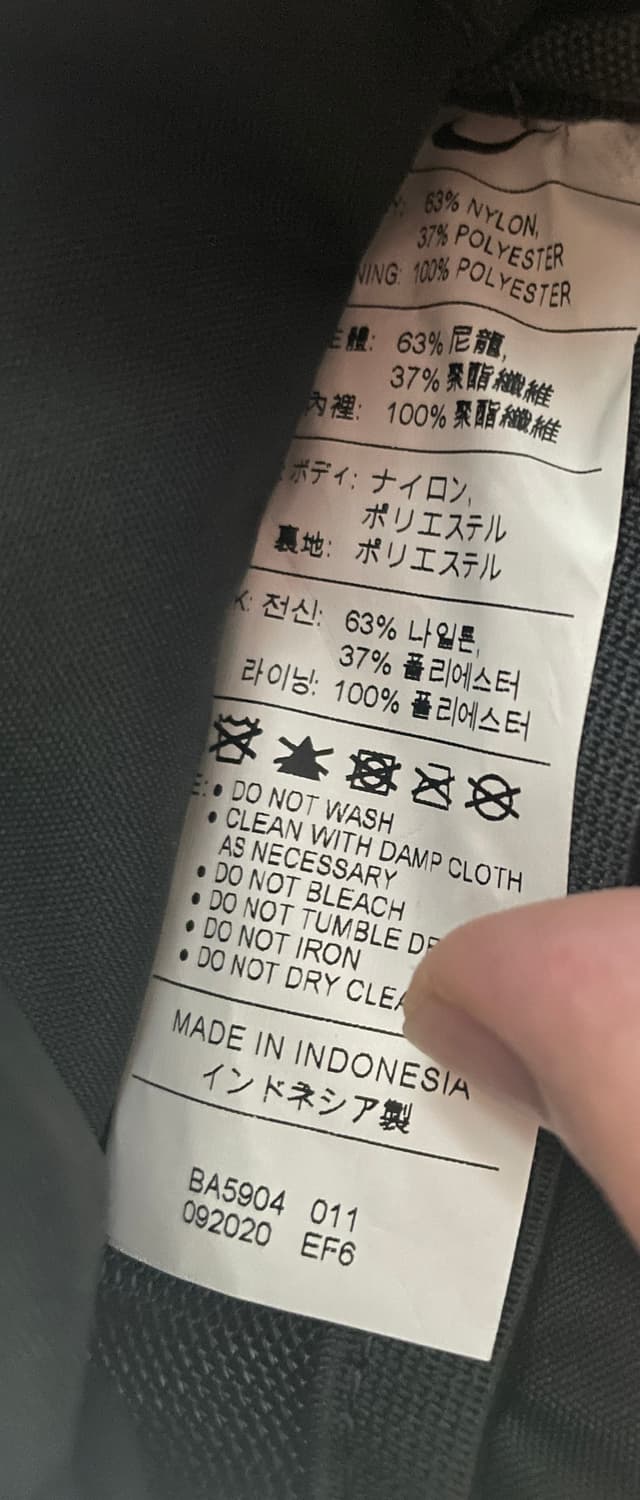 63% NYLON,
37% POLYESTER
100% POLYESTER
體: 63% 尼龍,
37% 聚酯纖維
內裡: 100% 聚酯纖維
ボディ: ナイロン,
ポリエステル
裏地: ポリエステル
전신: 63% 나일론,
37% 폴리에스터
라이닝: 100% 폴리에스터
• DO NOT WASH
• CLEAN WITH DAMP CLOTH
AS NECESSARY
• DO NOT BLEACH
• DO NOT TUMBLE
• DO NOT IRON
• DO NOT DRY
MADE IN INDONESIA
インドネシア製
BA5904 011
092020 EF6